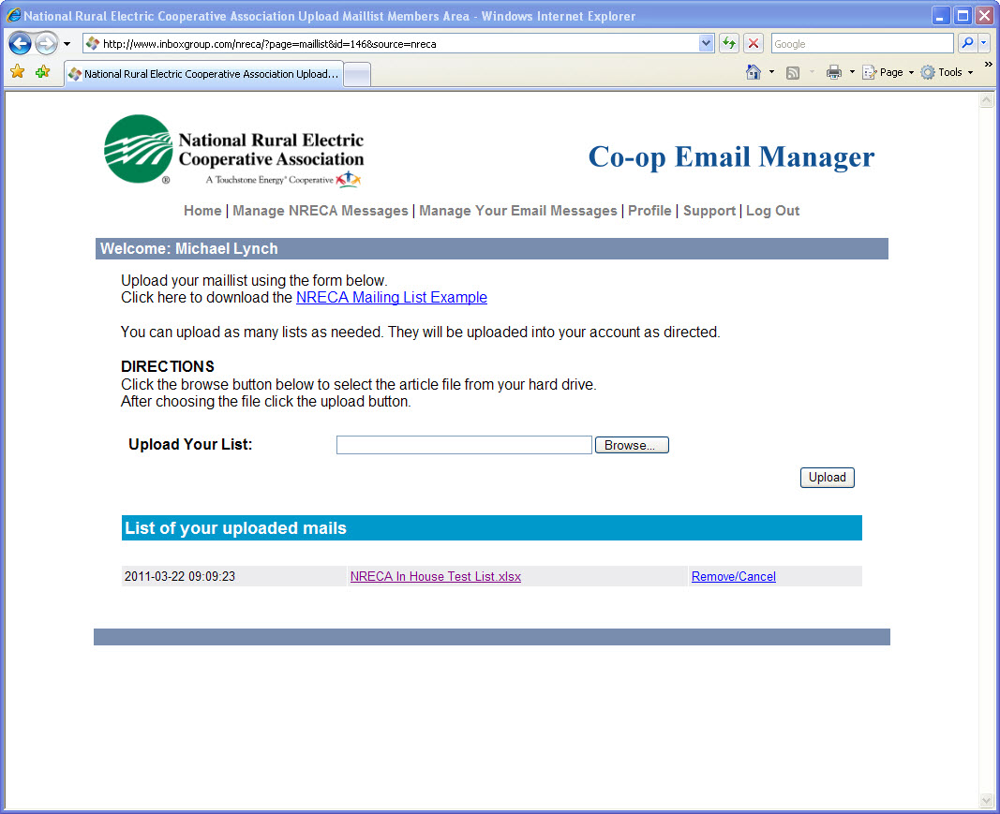 National Rural Electric Cooperative Association Upload Maillist Members Area - Windows Internet Explorer
http://www.inboxgroup.com/nreca/?page=maillist&id=146&source=nreca
Google
National Rural Electric Cooperative Association Upload...
Page
Tools
National Rural Electric
Cooperative Association
A Touchstone Energy® Cooperative
®
Co-op Email Manager
Home | Manage NRECA Messages | Manage Your Email Messages | Profile | Support | Log Out
Welcome: Michael Lynch
Upload your maillist using the form below.
Click here to download the NRECA Mailing List Example
You can upload as many lists as needed. They will be uploaded into your account as directed.
DIRECTIONS
Click the browse button below to select the article file from your hard drive.
After choosing the file click the upload button.
Upload Your List:
Browse...
Upload
List of your uploaded mails
2011-03-22 09:09:23 NRECA In House Test List.xlsx Remove/Cancel